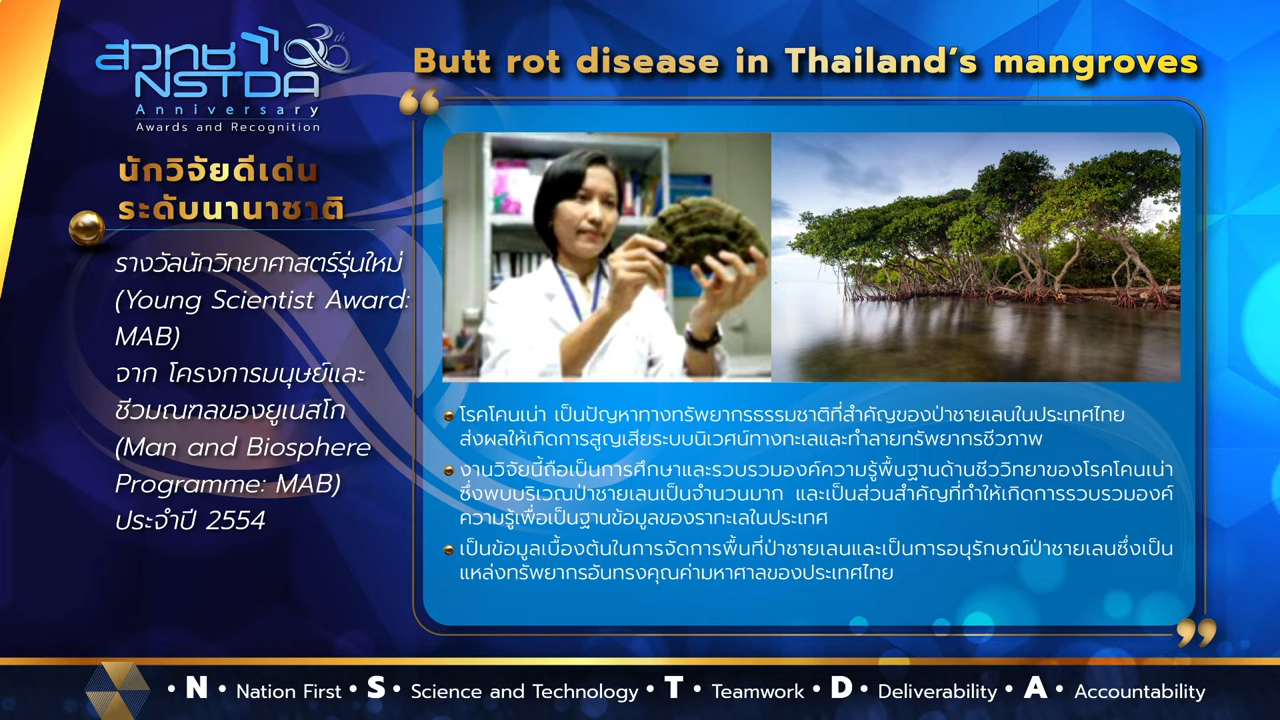 สวทช
30th
NSTDA
Anniversary
Awards and Recognition
นักวิจัยดีเด่น
ระดับนานาชาติ
รางวัลนักวิทยาศาสตร์รุ่นใหม่
(Young Scientist Award:
MAB)
จาก โครงการมนุษย์และ
ชีวมณฑลของยูเนสโก
(Man and Biosphere
Programme: MAB)
ประจำปี 2554
Butt rot disease in Thailand’s mangroves
โรคโคนเน่า เป็นปัญหาทางทรัพยากรธรรมชาติที่สำคัญของป่าชายเลนในประเทศไทย
ส่งผลให้เกิดการสูญเสียระบบนิเวศน์ทางทะเลและทำลายทรัพยากรชีวภาพ
งานวิจัยนี้ถือเป็นการศึกษาและรวบรวมองค์ความรู้พื้นฐานด้านชีววิทยาของโรคโคนเน่า
ซึ่งพบบริเวณป่าชายเลนเป็นจำนวนมาก และเป็นส่วนสำคัญที่ทำให้เกิดการรวบรวมองค์
ความรู้เพื่อเป็นฐานข้อมูลของราทะเลในประเทศ
เป็นข้อมูลเบื้องต้นในการจัดการพื้นที่ป่าชายเลนและเป็นการอนุรักษณ์ป่าชายเลนซึ่งเป็น
แหล่งทรัพยากรอันทรงคุณค่ามหาศาลของประเทศไทย
• N • Nation First • S • Science and Technology • T • Teamwork • D • Deliverability • A • Accountability